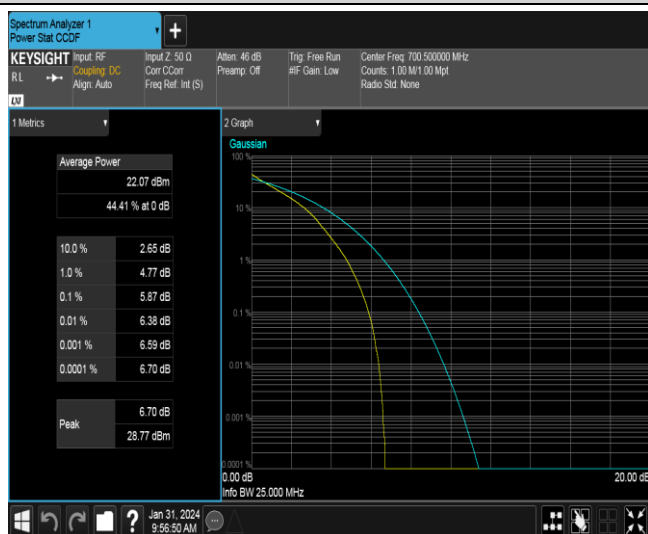 Spectrum Analyzer 1
Power Stat CCDF
+
KEYSIGHT
RL
LXI
Input: RF
Coupling: DC
Align: Auto
Input Z: 50 Ω
Corr CCorr
Freq Ref: Int (S)
Atten: 46 dB
Preamp: Off
Trig: Free Run
#IF Gain: Low
Center Freq: 700.500000 MHz
Counts: 1.00 M/1.00 Mpt
Radio Std: None
1 Metrics
Average Power
22.07 dBm
44.41 % at 0 dB
10.0 % 2.65 dB
1.0 % 4.77 dB
0.1 % 5.87 dB
0.01 % 6.38 dB
0.001 % 6.59 dB
0.0001 % 6.70 dB
Peak
6.70 dB
28.77 dBm
2 Graph
Gaussian
100 %
10 %
1 %
0.1 %
0.01 %
0.001 %
0.0001 %
0.00 dB
20.00 dB
Info BW 25.000 MHz
?
Jan 31, 2024
9:56:50 AM